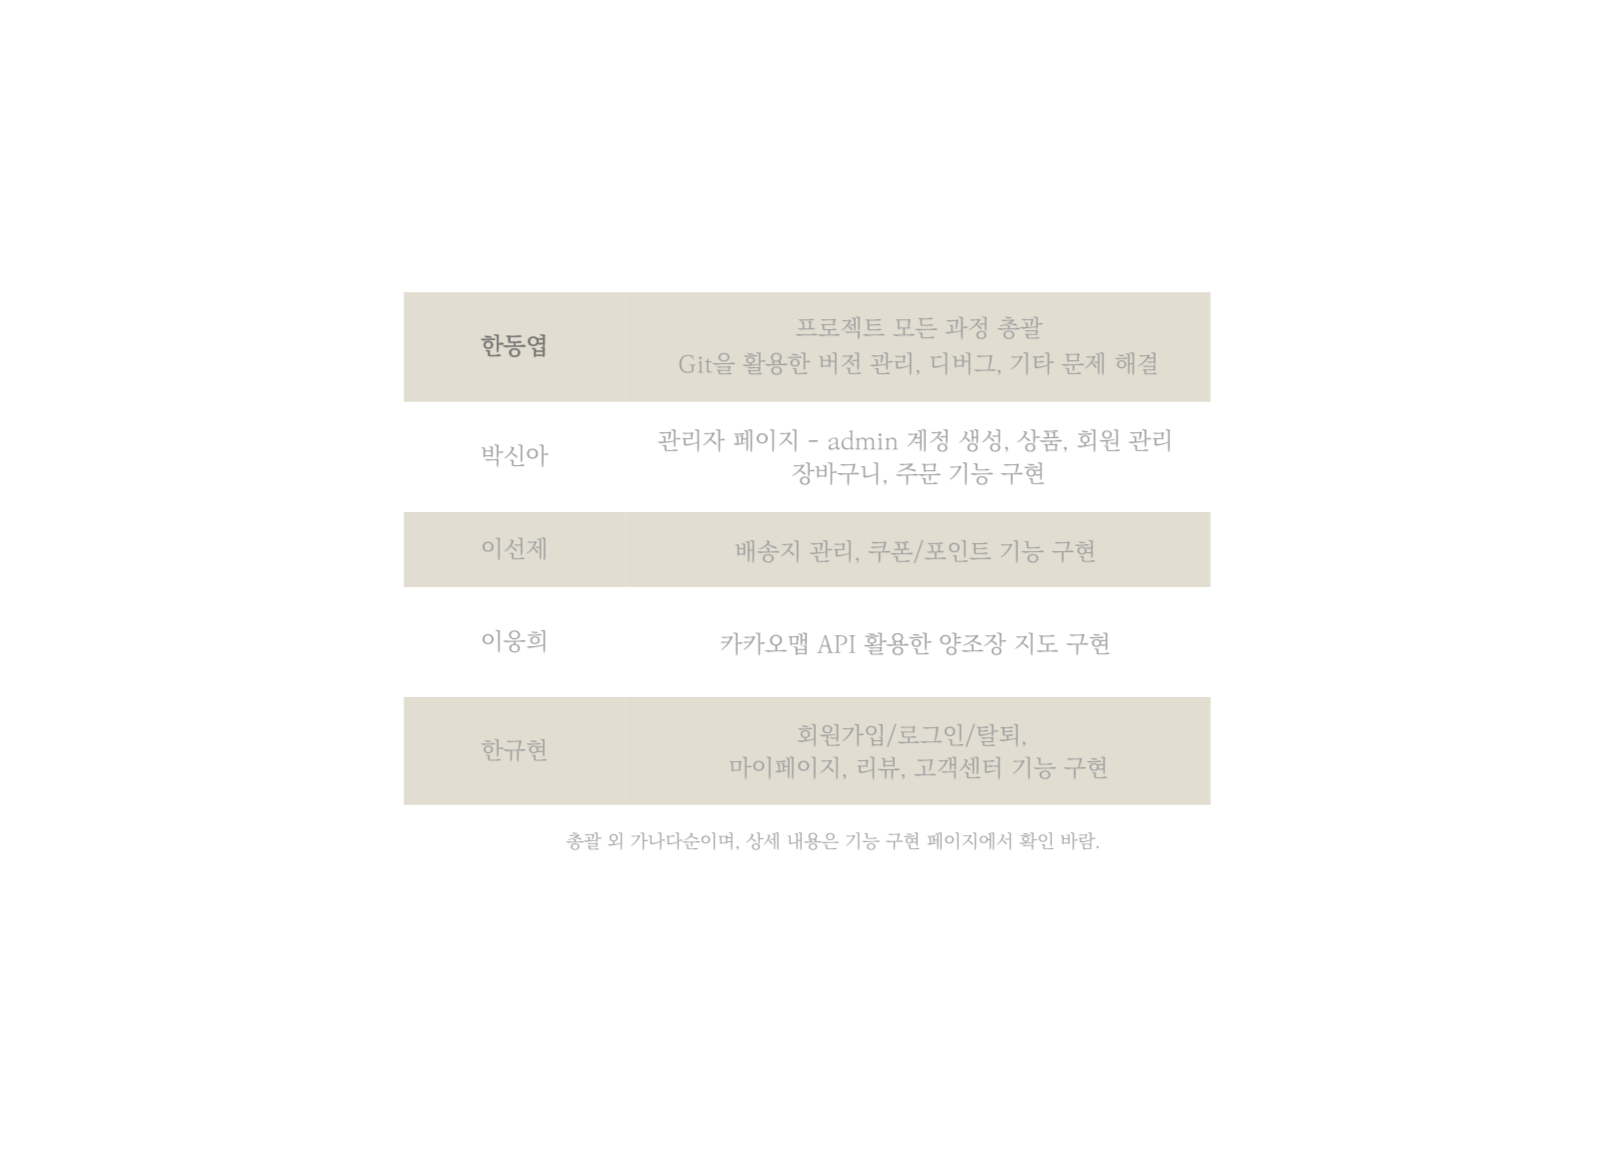 한동엽
프로젝트 모든 과정 총괄
Git을 활용한 버전 관리, 디버그, 기타 문제 해결
박신아
관리자 페이지 - admin 계정 생성, 상품, 회원 관리
장바구니, 주문 기능 구현
이선제
배송지 관리, 쿠폰/포인트 기능 구현
이웅희
카카오맵 API 활용한 양조장 지도 구현
한규현
회원가입/로그인/탈퇴,
마이페이지, 리뷰, 고객센터 기능 구현
총괄 외 가나다순이며, 상세 내용은 기능 구현 페이지에서 확인 바람.